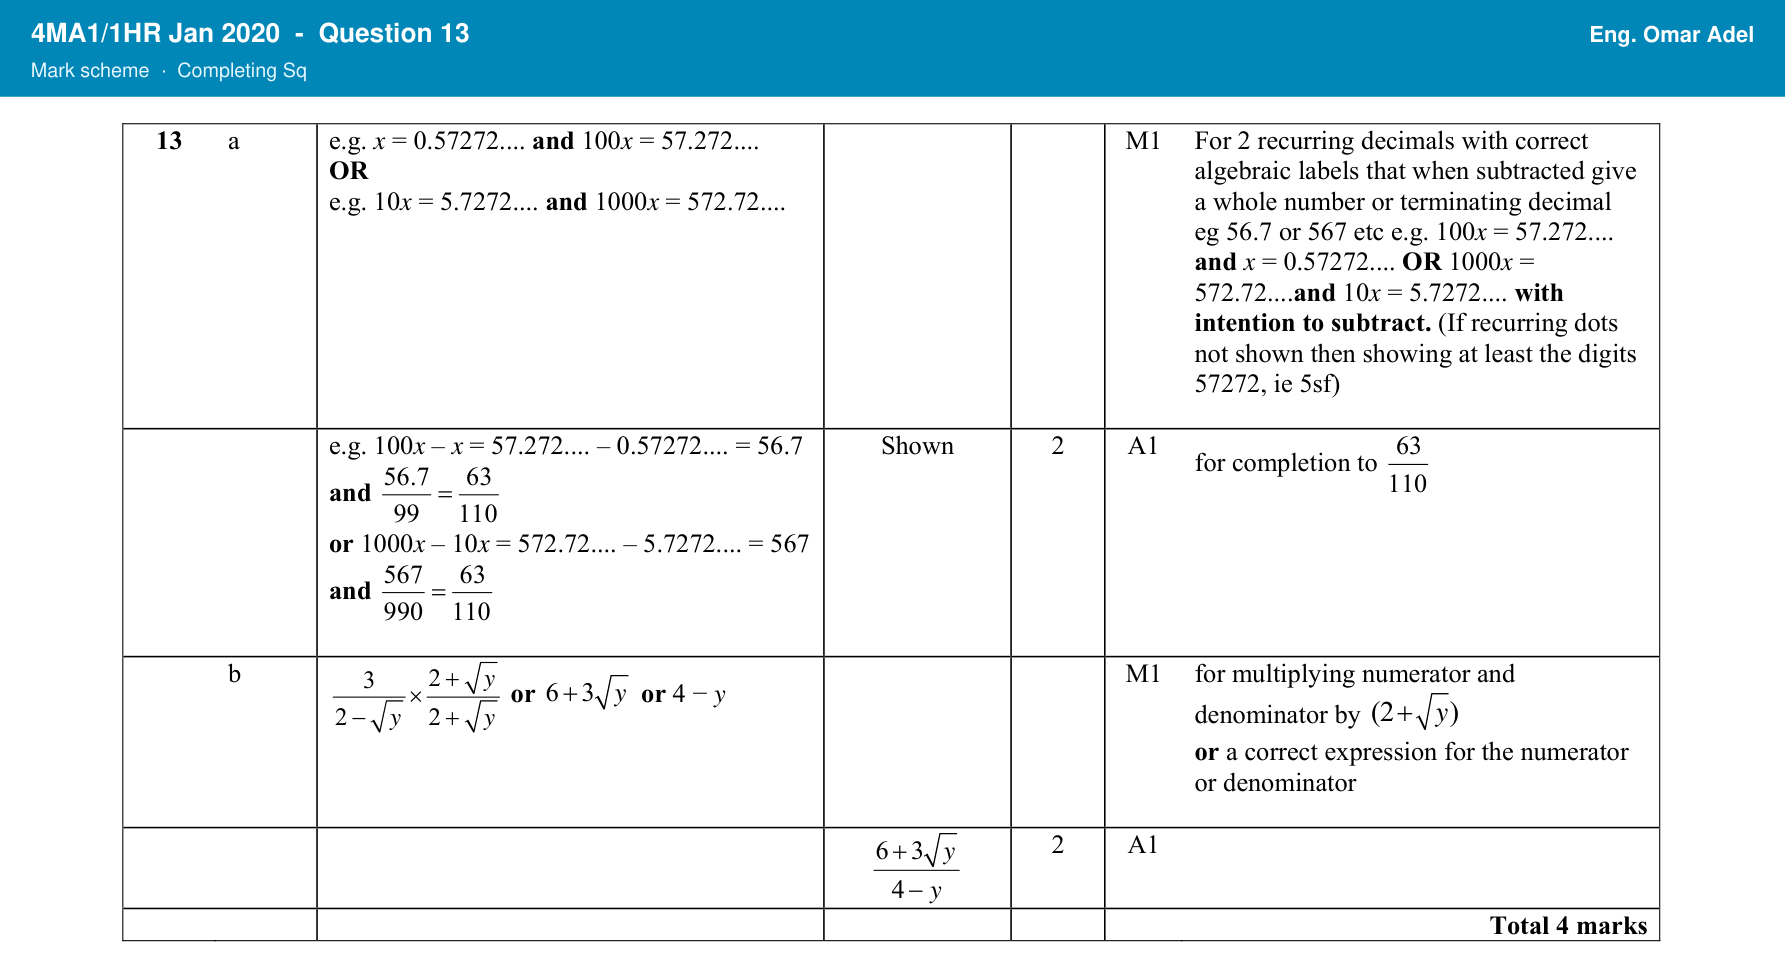 4MA1/1HR Jan 2020 - Question 13
Eng. Omar Adel
Mark scheme · Completing Sq
13 a
e.g. x = 0.57272.... and 100x = 57.272....
OR
e.g. 10x = 5.7272.... and 1000x = 572.72....
M1 For 2 recurring decimals with correct
algebraic labels that when subtracted give
a whole number or terminating decimal
eg 56.7 or 567 etc e.g. 100x = 57.272....
and x = 0.57272.... OR 1000x =
572.72....and 10x = 5.7272.... with
intention to subtract. (If recurring dots
not shown then showing at least the digits
57272, ie 5sf)
e.g. 100x – x = 57.272.... – 0.57272.... = 56.7
and 56.7/99 = 63/110
or 1000x – 10x = 572.72.... – 5.7272.... = 567
and 567/990 = 63/110
Shown
2
A1 for completion to 63/110
b
3/(2−√y) × (2+√y)/(2+√y) or 6+3√y or 4 − y
M1 for multiplying numerator and
denominator by (2+√y)
or a correct expression for the numerator
or denominator
(6+3√y)/(4−y)
2
A1
Total 4 marks